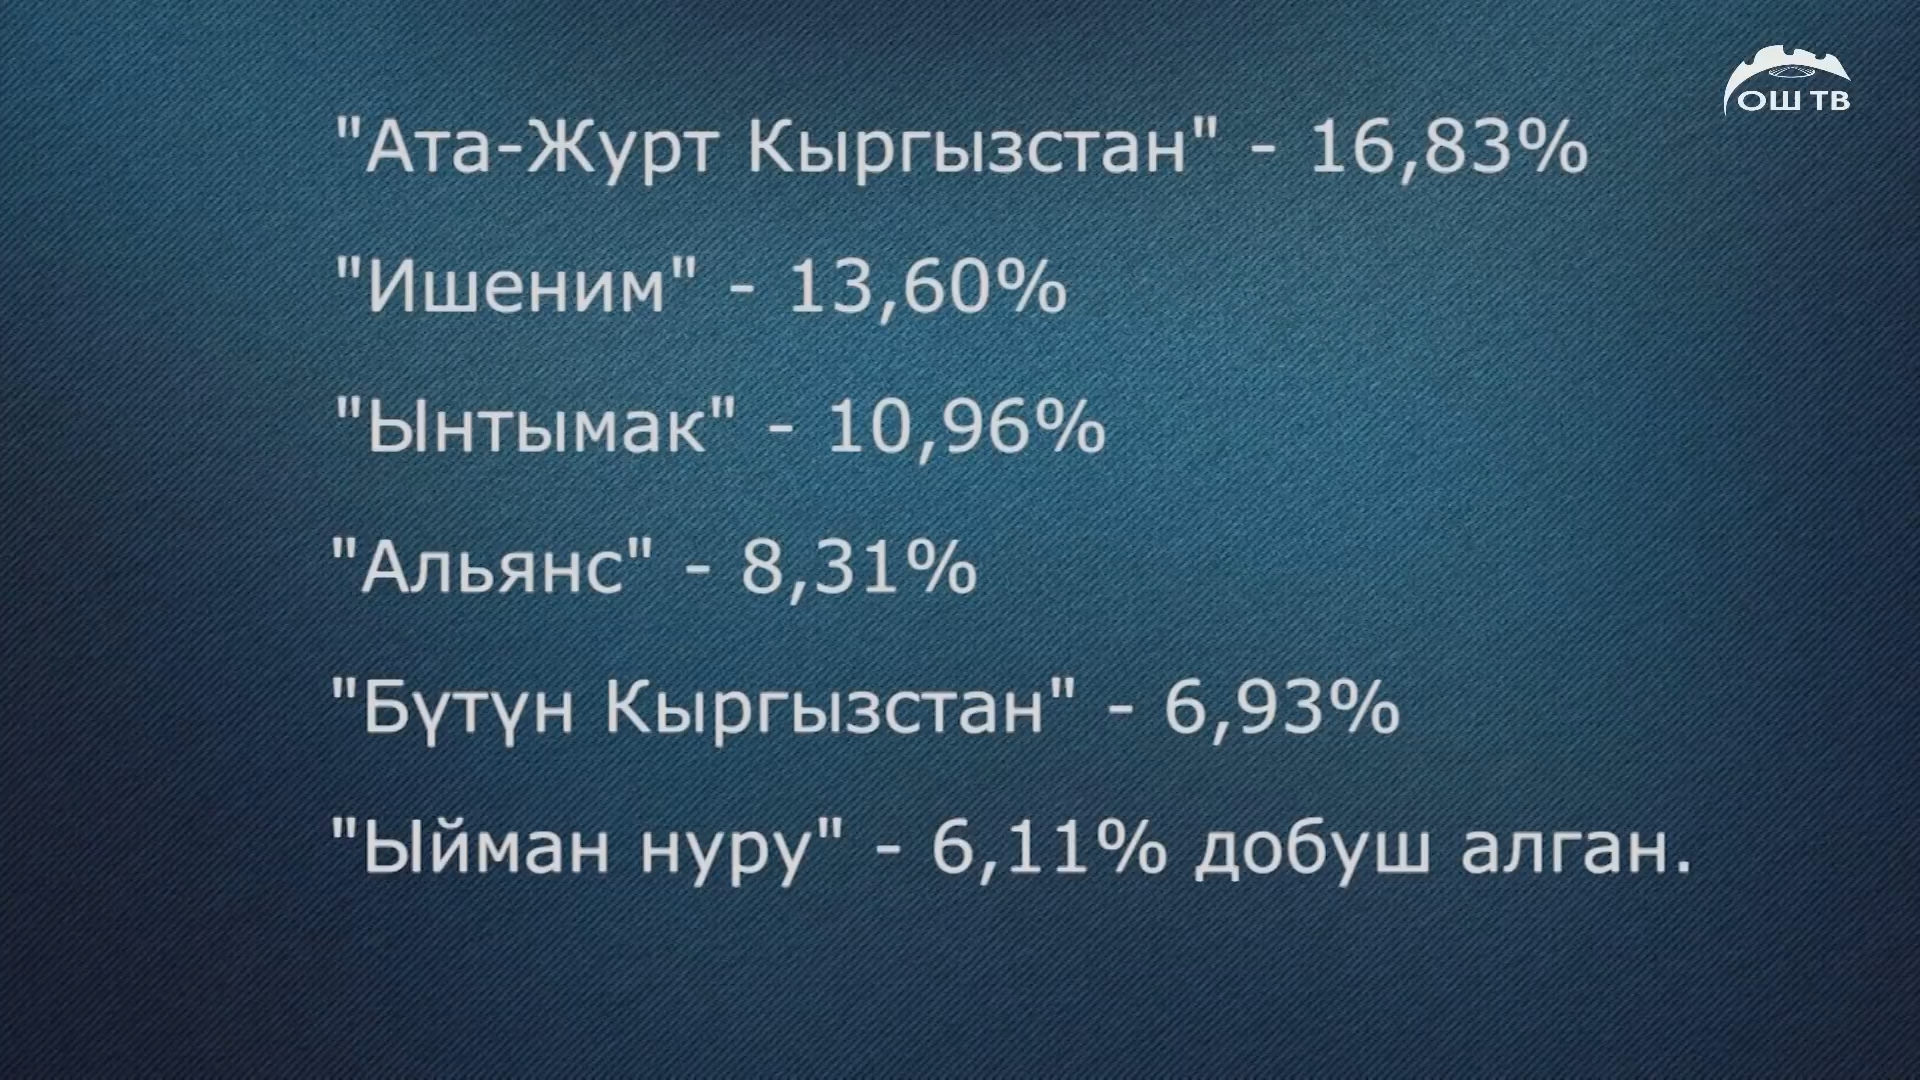 ОШ ТВ
"Ата-Журт Кыргызстан" - 16,83%
"Ишеним" - 13,60%
"Ынтымак" - 10,96%
"Альянс" - 8,31%
"Бүтүн Кыргызстан" - 6,93%
"Ыйман нуру" - 6,11% добуш алган.